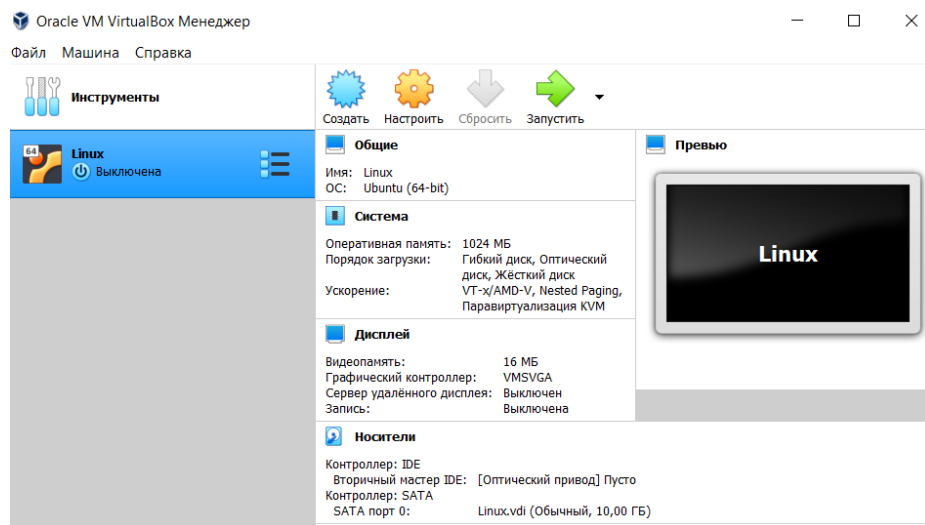 Oracle VM VirtualBox Менеджер
Файл Машина Справка
Инструменты
Создать Настроить Сбросить Запустить
64
Linux
Выключена
Общие
Имя: Linux
ОС: Ubuntu (64-bit)
Система
Оперативная память: 1024 МБ
Порядок загрузки: Гибкий диск, Оптический
диск, Жёсткий диск
Ускорение: VT-x/AMD-V, Nested Paging,
Паравиртуализация KVM
Дисплей
Видеопамять: 16 МБ
Графический контроллер: VMSVGA
Сервер удалённого дисплея: Выключен
Запись: Выключена
Превью
Linux
Носители
Контроллер: IDE
Вторичный мастер IDE: [Оптический привод] Пусто
Контроллер: SATA
SATA порт 0: Linux.vdi (Обычный, 10,00 ГБ)